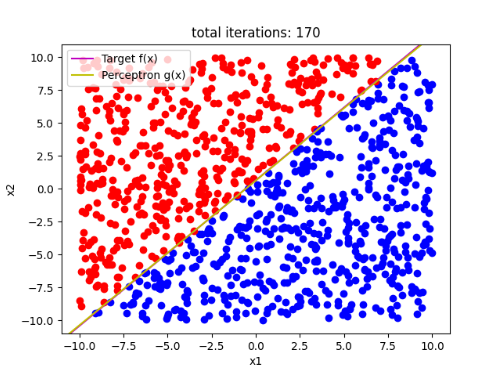 total iterations: 170
Target f(x)
Perceptron g(x)
x2
10.0
7.5
5.0
2.5
0.0
−2.5
−5.0
−7.5
−10.0
−10.0 −7.5 −5.0 −2.5 0.0 2.5 5.0 7.5 10.0
x1